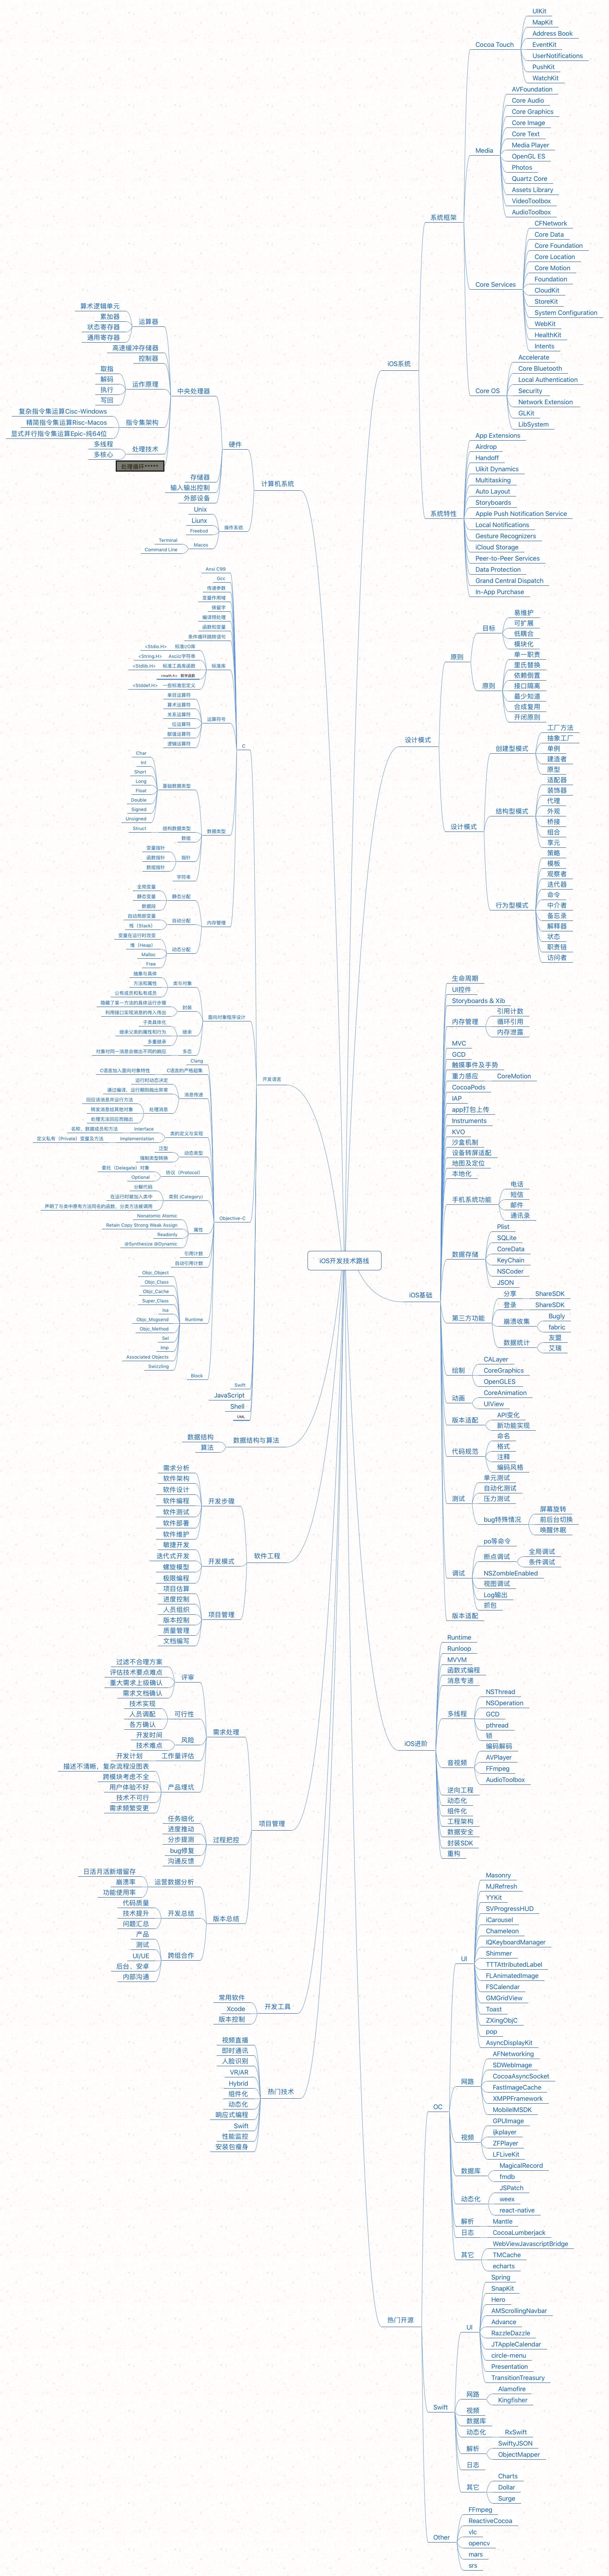 iOS开发技术路线
iOS系统
系统框架
Cocoa Touch
UIKit
MapKit
Address Book
EventKit
UserNotifications
PushKit
WatchKit
Media
AVFoundation
Core Audio
Core Graphics
Core Image
Core Text
Media Player
OpenGL ES
Photos
Quartz Core
Assets Library
VideoToolbox
AudioToolbox
Core Services
CFNetwork
Core Data
Core Foundation
Core Location
Core Motion
Foundation
CloudKit
StoreKit
System Configuration
WebKit
HealthKit
Intents
Core OS
Accelerate
Core Bluetooth
Local Authentication
Security
Network Extension
GLKit
LibSystem
系统特性
App Extensions
Airdrop
Handoff
Uikit Dynamics
Multitasking
Auto Layout
Storyboards
Apple Push Notification Service
Local Notifications
Gesture Recognizers
iCloud Storage
Peer-to-Peer Services
Data Protection
Grand Central Dispatch
In-App Purchase
设计模式
原则
目标
易维护
可扩展
低耦合
模块化
原则
单一职责
里氏替换
依赖倒置
接口隔离
最少知道
合成复用
开闭原则
设计模式
创建型模式
工厂方法
抽象工厂
单例
建造者
原型
结构型模式
适配器
装饰器
代理
外观
桥接
组合
享元
行为型模式
策略
模板
观察者
迭代器
命令
中介者
备忘录
解释器
状态
职责链
访问者
iOS基础
生命周期
UI控件
Storyboards & Xib
内存管理
引用计数
循环引用
内存泄露
MVC
GCD
触摸事件及手势
重力感应
CoreMotion
CocoaPods
IAP
app打包上传
Instruments
KVO
沙盒机制
设备转屏适配
地图及定位
本地化
手机系统功能
电话
短信
邮件
通讯录
数据存储
Plist
SQLite
CoreData
KeyChain
NSCoder
JSON
第三方功能
分享
ShareSDK
登录
ShareSDK
崩溃收集
Bugly
fabric
数据统计
友盟
艾瑞
绘制
CALayer
CoreGraphics
OpenGLES
动画
CoreAnimation
UIView
版本适配
API变化
新功能实现
代码规范
命名
格式
注释
编码风格
测试
单元测试
自动化测试
压力测试
bug特殊情况
屏幕旋转
前后台切换
唤醒休眠
调试
po等命令
断点调试
全局调试
条件调试
NSZombleEnabled
视图调试
Log输出
抓包
版本适配
iOS进阶
Runtime
Runloop
MVVM
函数式编程
消息专递
多线程
NSThread
NSOperation
GCD
pthread
锁
音视频
编码解码
AVPlayer
FFmpeg
AudioToolbox
逆向工程
动态化
组件化
工程架构
数据安全
封装SDK
重构
热门开源
OC
UI
Masonry
MJRefresh
YYKit
SVProgressHUD
iCarousel
Chameleon
IQKeyboardManager
Shimmer
TTTAttributedLabel
FLAnimatedImage
FSCalendar
GMGridView
Toast
ZXingObjC
pop
AsyncDisplayKit
网路
AFNetworking
SDWebImage
CocoaAsyncSocket
FastImageCache
XMPPFramework
MobileIMSDK
视频
GPUImage
ijkplayer
ZFPlayer
LFLiveKit
数据库
MagicalRecord
fmdb
动态化
JSPatch
weex
react-native
解析
Mantle
日志
CocoaLumberjack
其它
WebViewJavascriptBridge
TMCache
echarts
Swift
UI
Spring
SnapKit
Hero
AMScrollingNavbar
Advance
RazzleDazzle
JTAppleCalendar
circle-menu
Presentation
TransitionTreasury
网路
Alamofire
Kingfisher
视频
数据库
动态化
RxSwift
解析
SwiftyJSON
ObjectMapper
日志
其它
Charts
Dollar
Surge
Other
FFmpeg
ReactiveCocoa
vlc
opencv
mars
srs
计算机系统
硬件
中央处理器
运算器
算术逻辑单元
累加器
状态寄存器
通用寄存器
高速缓冲存储器
控制器
运作原理
取指
解码
执行
写回
指令集架构
复杂指令集运算Cisc-Windows
精简指令集运算Risc-Macos
显式并行指令集运算Epic-纯64位
处理技术
多线程
多核心
处理循环*****
存储器
输入输出控制
外部设备
操作系统
Unix
Liunx
Freebsd
Macos
Terminal
Command Line
开发语言
C
Ansi C99
Gcc
传递参数
变量作用域
保留字
编译预处理
函数和变量
条件循环跳转语句
标准库
<Stdio.H> 标准I/O库
<String.H> Ascii字符串
<Stdlib.H> 标准工具库函数
<math.h> 数学函数
<Stddef.H> 一些标准宏定义
运算符号
单目运算符
算术运算符
关系运算符
位运算符
赋值运算符
逻辑运算符
数据类型
基础数据类型
Char
Int
Short
Long
Float
Double
Signed
Unsigned
结构数据类型
Struct
数组
指针
变量指针
函数指针
数组指针
字符串
内存管理
静态分配
全局变量
静态变量
数据段
自动分配
自动局部变量
栈（Stack）
动态分配
变量在运行时改变
堆（Heap）
Malloc
Free
面向对象程序设计
类与对象
抽象与具体
方法和属性
公有成员和私有成员
封装
隐藏了某一方法的具体运行步骤
利用接口实现消息的传入传出
继承
子类具体化
继承父类的属性和行为
多重继承
多态
对象对同一消息会做出不同的响应
Objective-C
Clang
C语言的严格超集
C语言加入面向对象特性
消息传递
运行时动态决定
通过编译，运行期则抛出异常
处理消息
回应该消息并运行方法
转发消息给其他对象
处理无法回应而抛出
类的定义与实现
Interface
名称、数据成员和方法
Implementation
定义私有（Private）变量及方法
动态类型
泛型
强制类型转换
协议（Protocol）
委托（Delegate）对象
Optional
类别 (Category)
分割代码
在运行时被加入类中
声明了与类中原有方法同名的函数，分类方法被调用
属性
Nonatomic Atomic
Retain Copy Strong Weak Assign
Readonly
@Synthesize @Dynamic
引用计数
自动引用计数
Runtime
Objc_Object
Objc_Class
Objc_Cache
Super_Class
Isa
Objc_Msgsend
Objc_Method
Sel
Imp
Associated Objects
Swizzling
Block
Swift
JavaScript
Shell
UML
数据结构与算法
数据结构
算法
软件工程
开发步骤
需求分析
软件架构
软件设计
软件编程
软件测试
软件部署
软件维护
开发模式
敏捷开发
迭代式开发
螺旋模型
极限编程
项目管理
项目估算
进度控制
人员组织
版本控制
质量管理
文档编写
项目管理
需求处理
评审
过滤不合理方案
评估技术要点难点
重大需求上级确认
需求文档确认
可行性
技术实现
人员调配
各方确认
风险
开发时间
技术难点
工作量评估
开发计划
产品埋坑
描述不清晰，复杂流程没图表
跨模块考虑不全
用户体验不好
技术不可行
需求频繁变更
过程把控
任务细化
进度推动
分步提测
bug修复
沟通反馈
版本总结
运营数据分析
日活月活新增留存
崩溃率
功能使用率
开发总结
代码质量
技术提升
问题汇总
跨组合作
产品
测试
UI/UE
后台、安卓
内部沟通
开发工具
常用软件
Xcode
版本控制
热门技术
视频直播
即时通讯
人脸识别
VR/AR
Hybrid
组件化
动态化
响应式编程
Swift
性能监控
安装包瘦身